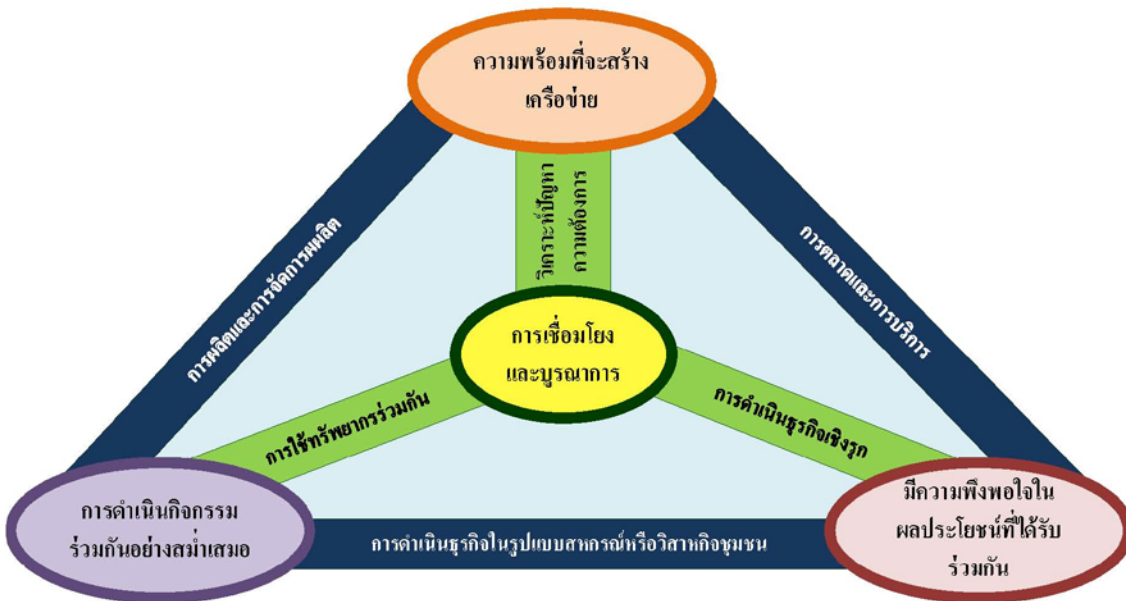 ความพร้อมที่จะสร้าง
เครือข่าย
วิเคราะห์ปัญหา
ความต้องการ
การผลิตและการจัดการผผลิต
การตลาดและการบริการ
การเชื่อมโยง
และบูรณาการ
การใช้ทรัพยากรร่วมกัน
การดำเนินธุรกิจเชิงรุก
การดำเนินกิจกรรม
ร่วมกันอย่างสม่ำเสมอ
การดำเนินธุรกิจในรูปแบบสหกรณ์หรือวิสาหกิจชุมชน
มีความพึงพอใจใน
ผลประโยชน์ที่ได้รับ
ร่วมกัน